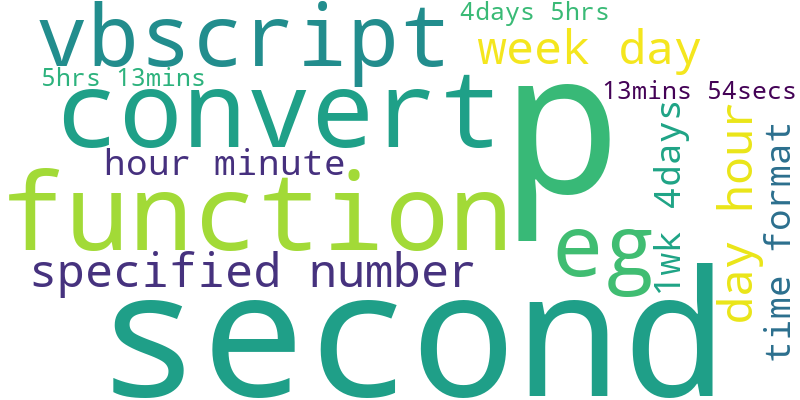 vbscript
4days 5hrs
week day
5hrs 13mins
convert
p
13mins 54secs
hour minute
1wk 4days
day hour
time format
function
eg
specified number
second